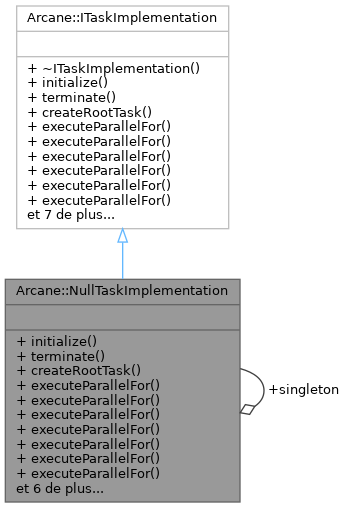 Arcane::ITaskImplementation
+ ~ITaskImplementation()
+ initialize()
+ terminate()
+ createRootTask()
+ executeParallelFor()
+ executeParallelFor()
+ executeParallelFor()
+ executeParallelFor()
+ executeParallelFor()
+ executeParallelFor()
et 7 de plus...
Arcane::NullTaskImplementation
+ initialize()
+ terminate()
+ createRootTask()
+ executeParallelFor()
+ executeParallelFor()
+ executeParallelFor()
+ executeParallelFor()
+ executeParallelFor()
+ executeParallelFor()
+ executeParallelFor()
et 6 de plus...
+singleton